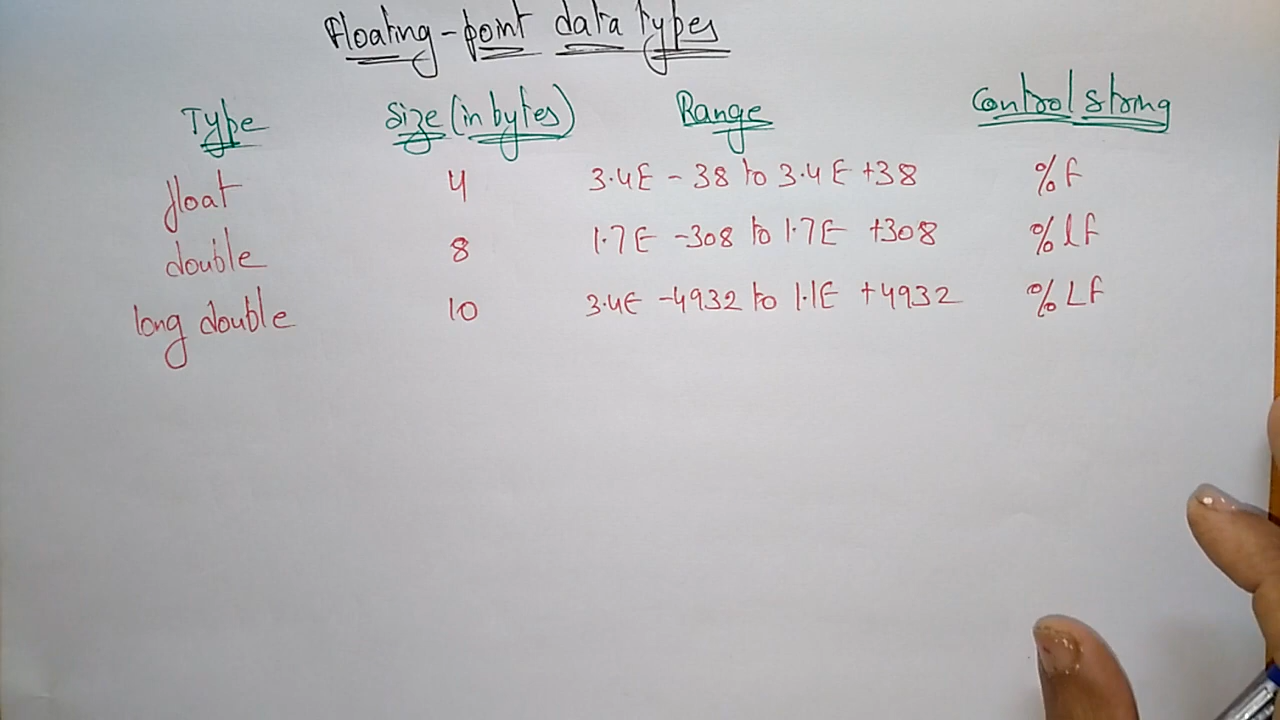 Floating-point data types
Type Size (in bytes) Range Control string
float 4 3.4E - 38 to 3.4E +38 %f
double 8 1.7E -308 to 1.7E +308 %lf
long double 10 3.4E -4932 to 1.1E +4932 %Lf